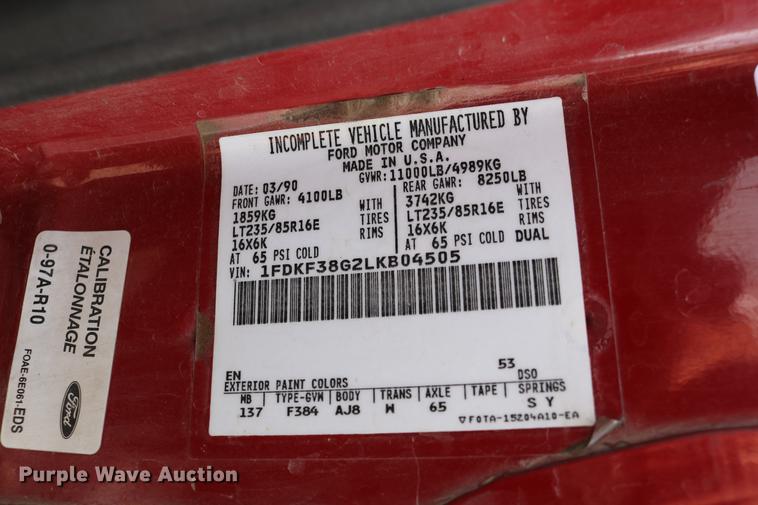 INCOMPLETE VEHICLE MANUFACTURED BY
FORD MOTOR COMPANY
MADE IN U.S.A.
DATE: 03/90 GVWR: 11000LB/4989KG
FRONT GAWR: 4100LB REAR GAWR: 8250LB
1859KG WITH 3742KG WITH
LT235/85R16E TIRES LT235/85R16E TIRES
16X6K RIMS 16X6K RIMS
AT 65 PSI COLD AT 65 PSI COLD DUAL
VIN: 1FDKF38G2LKB04505
EN 53
EXTERIOR PAINT COLORS DSO
WB TYPE-GVW BODY TRANS AXLE TAPE SPRINGS
137 F384 AJ8 W 65 S Y
F0TA-15Z04A10-EA
CALIBRATION
ÉTALONNAGE
0-97A-R10
F0AE-6E061-EDS
Ford
Purple Wave Auction